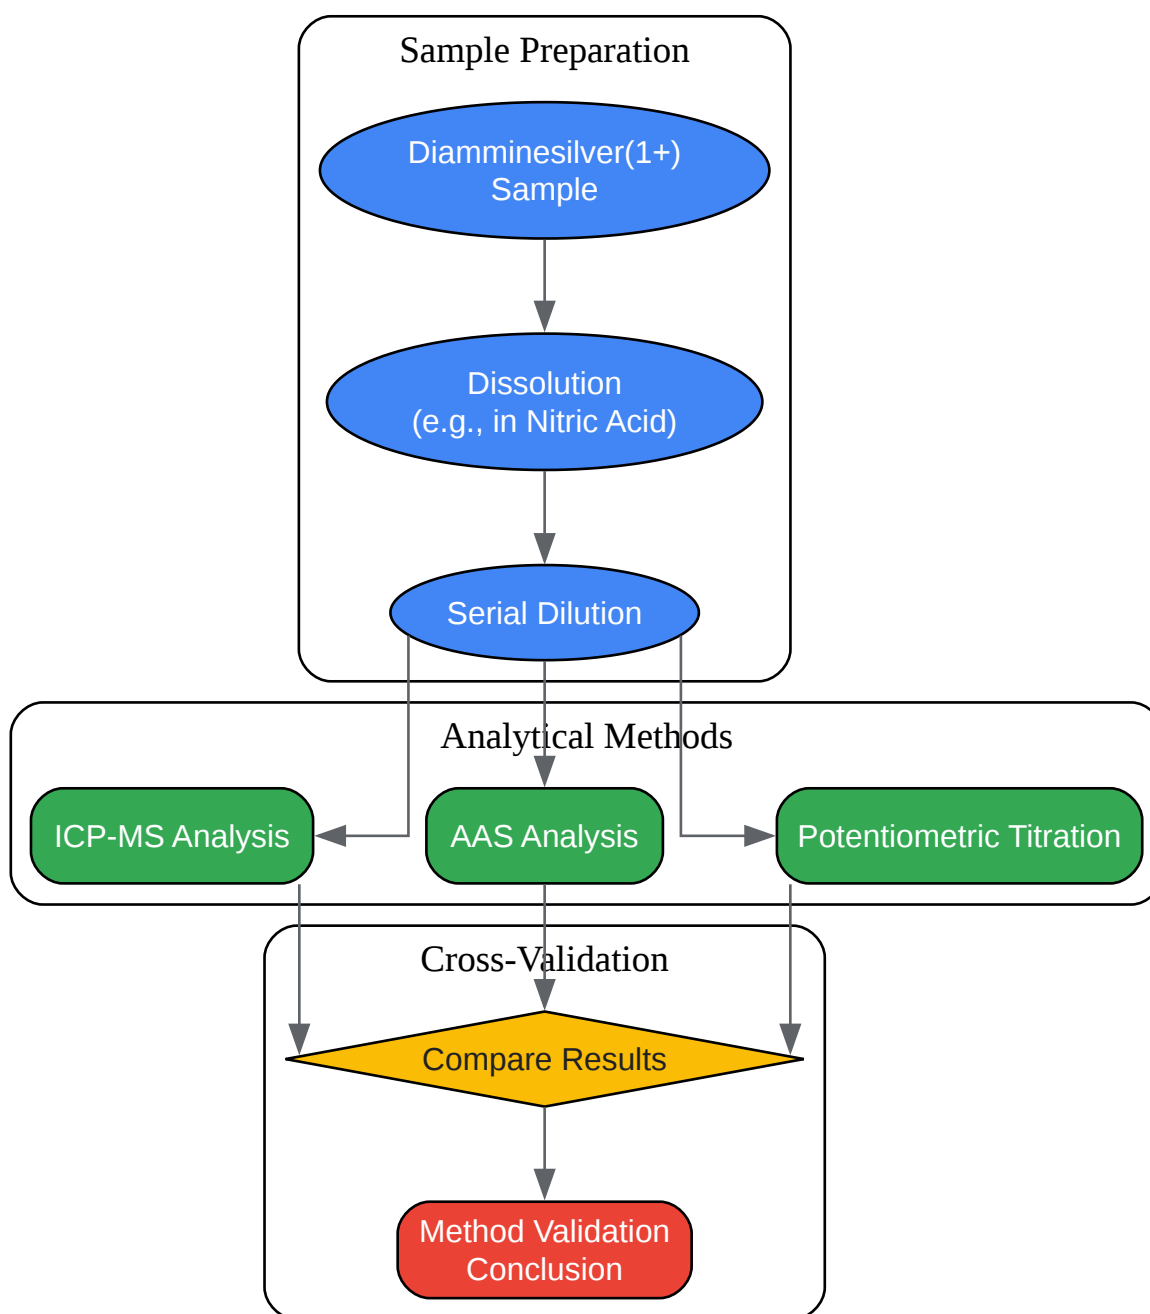 Sample Preparation
Diamminesilver(1+)
Sample
Dissolution
(e.g., in Nitric Acid)
Serial Dilution
Analytical Methods
ICP-MS Analysis
AAS Analysis
Potentiometric Titration
Cross-Validation
Compare Results
Method Validation
Conclusion